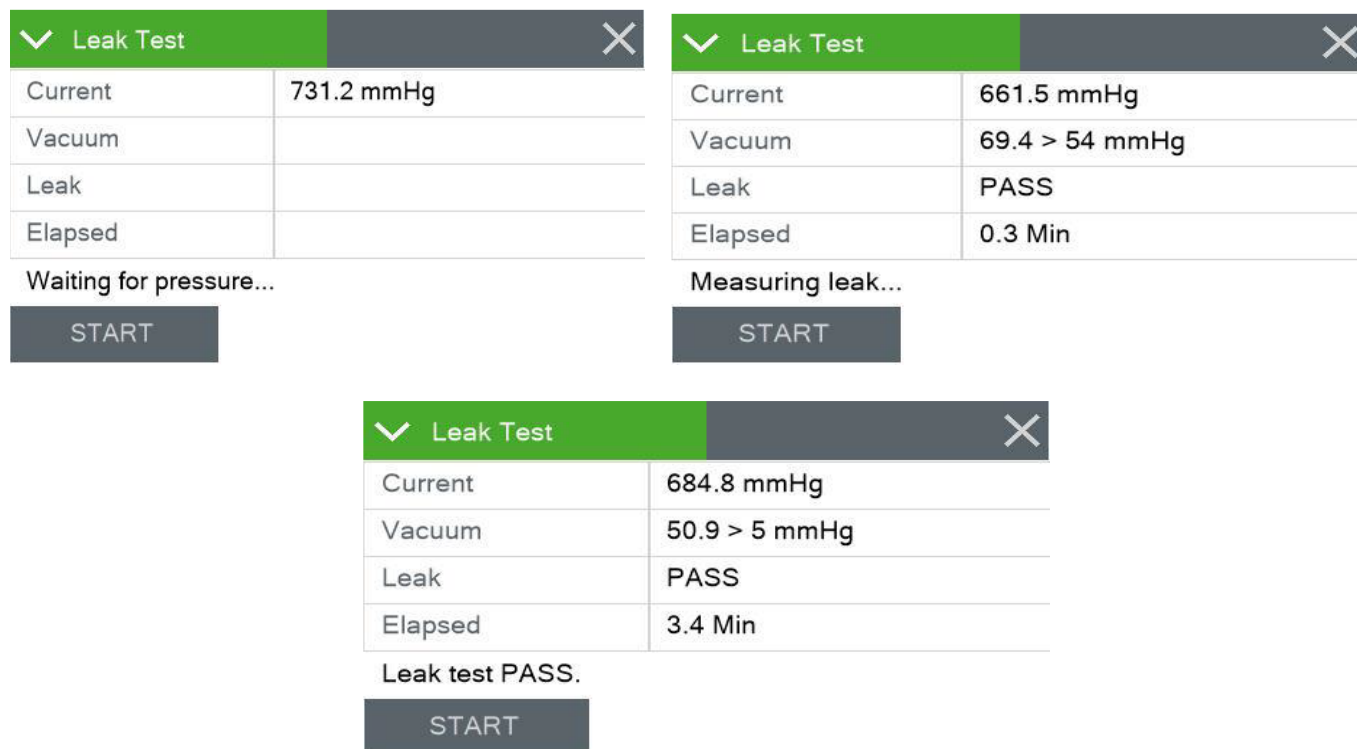 Leak Test
Current 731.2 mmHg
Vacuum
Leak
Elapsed
Waiting for pressure...
START
Leak Test
Current 661.5 mmHg
Vacuum 69.4 > 54 mmHg
Leak PASS
Elapsed 0.3 Min
Measuring leak...
START
Leak Test
Current 684.8 mmHg
Vacuum 50.9 > 5 mmHg
Leak PASS
Elapsed 3.4 Min
Leak test PASS.
START